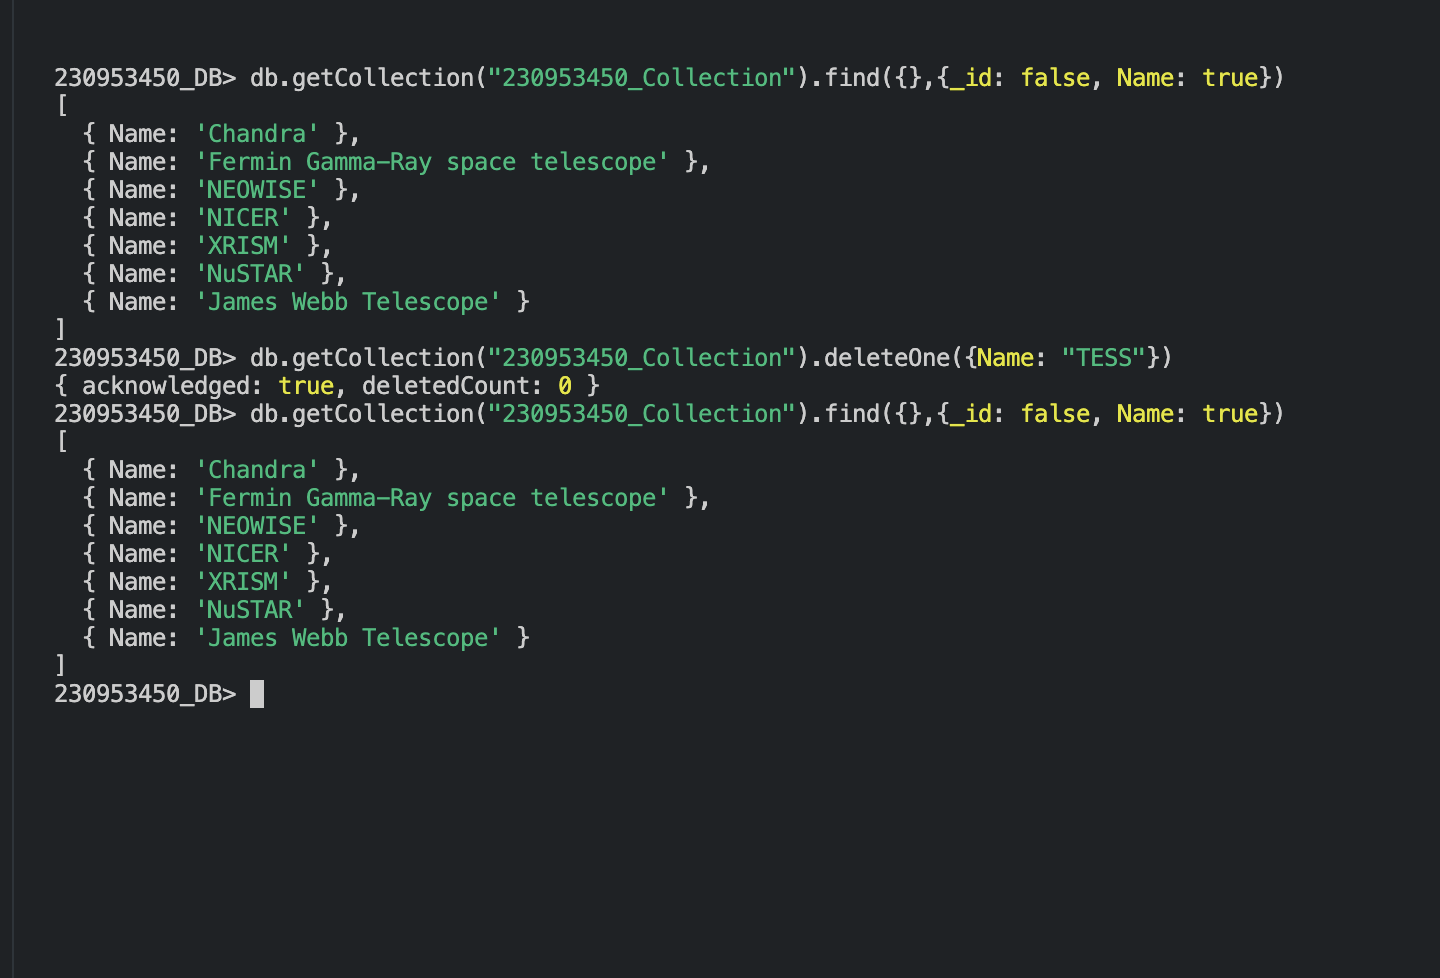 230953450_DB> db.getCollection("230953450_Collection").find({},{_id: false, Name: true})
[
  { Name: 'Chandra' },
  { Name: 'Fermin Gamma-Ray space telescope' },
  { Name: 'NEOWISE' },
  { Name: 'NICER' },
  { Name: 'XRISM' },
  { Name: 'NuSTAR' },
  { Name: 'James Webb Telescope' }
]
230953450_DB> db.getCollection("230953450_Collection").deleteOne({Name: "TESS"})
{ acknowledged: true, deletedCount: 0 }
230953450_DB> db.getCollection("230953450_Collection").find({},{_id: false, Name: true})
[
  { Name: 'Chandra' },
  { Name: 'Fermin Gamma-Ray space telescope' },
  { Name: 'NEOWISE' },
  { Name: 'NICER' },
  { Name: 'XRISM' },
  { Name: 'NuSTAR' },
  { Name: 'James Webb Telescope' }
]
230953450_DB>